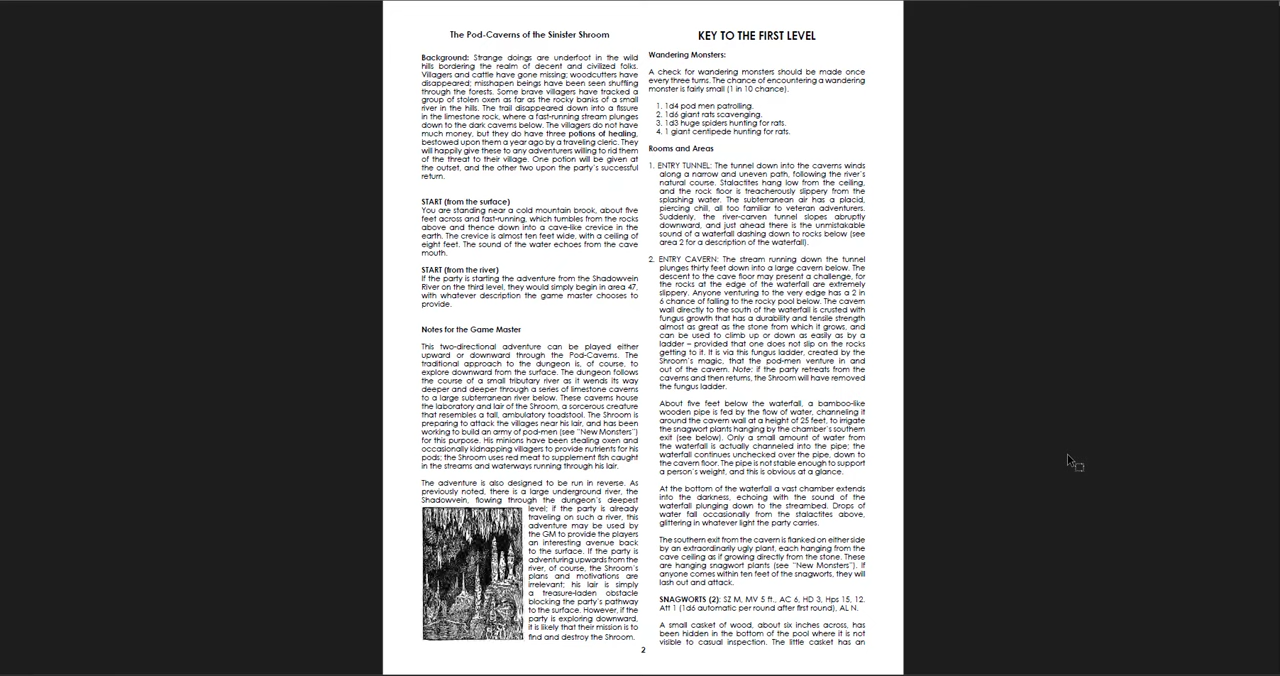 The Pod-Caverns of the Sinister Shroom
Background: Strange doings are underfoot in the wild
hills bordering the realm of decent and civilized folks.
Villagers and cattle have gone missing; woodcutters have
disappeared; misshapen beings have been seen shuffling
through the forests. Some brave villagers have tracked a
group of stolen oxen as far as the rocky banks of a small
river in the hills. The trail disappeared down into a fissure
in the limestone rock, where a fast-running stream plunges
down to the dark caverns below. The villagers do not have
much money, but they do have three potions of healing,
bestowed upon them a year ago by a traveling cleric. They
will happily give these to any adventurers willing to rid them
of the threat to their village. One potion will be given at
the outset, and the other two upon the party's successful
return.
START (from the surface)
You are standing near a cold mountain brook, about five
feet across and fast-running, which tumbles from the rocks
above and thence down into a cave-like crevice in the
earth. The crevice is almost ten feet wide, with a ceiling of
eight feet. The sound of the water echoes from the cave
mouth.
START (from the river)
If the party is starting the adventure from the Shadowvein
River on the third level, they would simply begin in area 47,
with whatever description the game master chooses to
provide.
Notes for the Game Master
This two-directional adventure can be played either
upward or downward through the Pod-Caverns. The
traditional approach to the dungeon is, of course, to
explore downward from the surface. The dungeon follows
the course of a small tributary river as it wends its way
deeper and deeper through a series of limestone caverns
to a large subterranean river below. These caverns house
the laboratory and lair of the Shroom, a sorcerous creature
that resembles a tall, ambulatory toadstool. The Shroom is
preparing to attack the villages near his lair, and has been
working to build an army of pod-men (see "New Monsters")
for this purpose. His minions have been stealing oxen and
occasionally kidnapping villagers to provide nutrients for his
pods; the Shroom uses red meat to supplement fish caught
in the streams and waterways running through his lair.
The adventure is also designed to be run in reverse. As
previously noted, there is a large underground river, the
Shadowvein, flowing through the dungeon's deepest
level; if the party is already
traveling on such a river, this
adventure may be used by
the GM to provide the players
an interesting avenue back
to the surface. If the party is
adventuring upwards from the
river, of course, the Shroom's
plans and motivations are
irrelevant; his lair is simply
a treasure-laden obstacle
blocking the party's pathway
to the surface. However, if the
party is exploring downward,
it is likely that their mission is to
find and destroy the Shroom.
KEY TO THE FIRST LEVEL
Wandering Monsters:
A check for wandering monsters should be made once
every three turns. The chance of encountering a wandering
monster is fairly small (1 in 10 chance).
1. 1d4 pod men patrolling.
2. 1d6 giant rats scavenging.
3. 1d3 huge spiders hunting for rats.
4. 1 giant centipede hunting for rats.
Rooms and Areas
1. ENTRY TUNNEL: The tunnel down into the caverns winds
along a narrow and uneven path, following the river's
natural course. Stalactites hang low from the ceiling,
and the rock floor is treacherously slippery from the
splashing water. The subterranean air has a placid,
piercing chill, all too familiar to veteran adventurers.
Suddenly, the river-carven tunnel slopes abruptly
downward, and just ahead there is the unmistakable
sound of a waterfall dashing down to rocks below (see
area 2 for a description of the waterfall).
2. ENTRY CAVERN: The stream running down the tunnel
plunges thirty feet down into a large cavern below. The
descent to the cave floor may present a challenge, for
the rocks at the edge of the waterfall are extremely
slippery. Anyone venturing to the very edge has a 2 in
6 chance of falling to the rocky pool below. The cavern
wall directly to the south of the waterfall is crusted with
fungus growth that has a durability and tensile strength
almost as great as the stone from which it grows, and
can be used to climb up or down as easily as by a
ladder – provided that one does not slip on the rocks
getting to it. It is via this fungus ladder, created by the
Shroom's magic, that the pod-men venture in and
out of the cavern. Note: if the party retreats from the
caverns and then returns, the Shroom will have removed
the fungus ladder.
About five feet below the waterfall, a bamboo-like
wooden pipe is fed by the flow of water, channeling it
around the cavern wall at a height of 25 feet, to irrigate
the snagwort plants hanging by the chamber's southern
exit (see below). Only a small amount of water from
the waterfall is actually channeled into the pipe; the
waterfall continues unchecked over the pipe, down to
the cavern floor. The pipe is not stable enough to support
a person's weight, and this is obvious at a glance.
At the bottom of the waterfall a vast chamber extends
into the darkness, echoing with the sound of the
waterfall plunging down to the streambed. Drops of
water fall occasionally from the stalactites above,
glittering in whatever light the party carries.
The southern exit from the cavern is flanked on either side
by an extraordinarily ugly plant, each hanging from the
cave ceiling as if growing directly from the stone. These
are hanging snagwort plants (see "New Monsters"). If
anyone comes within ten feet of the snagworts, they will
lash out and attack.
SNAGWORTS (2): SZ M, MV 5 ft., AC 6, HD 3, Hps 15, 12.
Att 1 (1d6 automatic per round after first round), AL N.
A small casket of wood, about six inches across, has
been hidden in the bottom of the pool where it is not
visible to casual inspection. The little casket has an
2